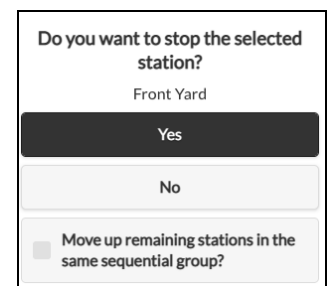 Do you want to stop the selected
station?
Front Yard
Yes
No
Move up remaining stations in the
same sequential group?